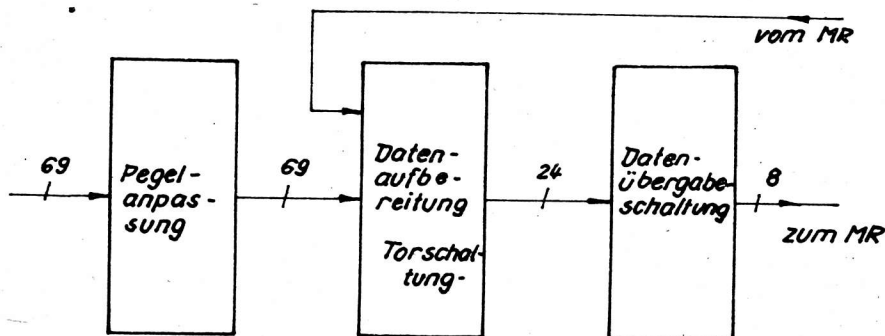 vom MR
69
Pegel-
anpas-
sung
69
Daten-
aufbe-
reitung
Torschal-
tung-
24
Daten-
übergabe-
schaltung
8
zum MR